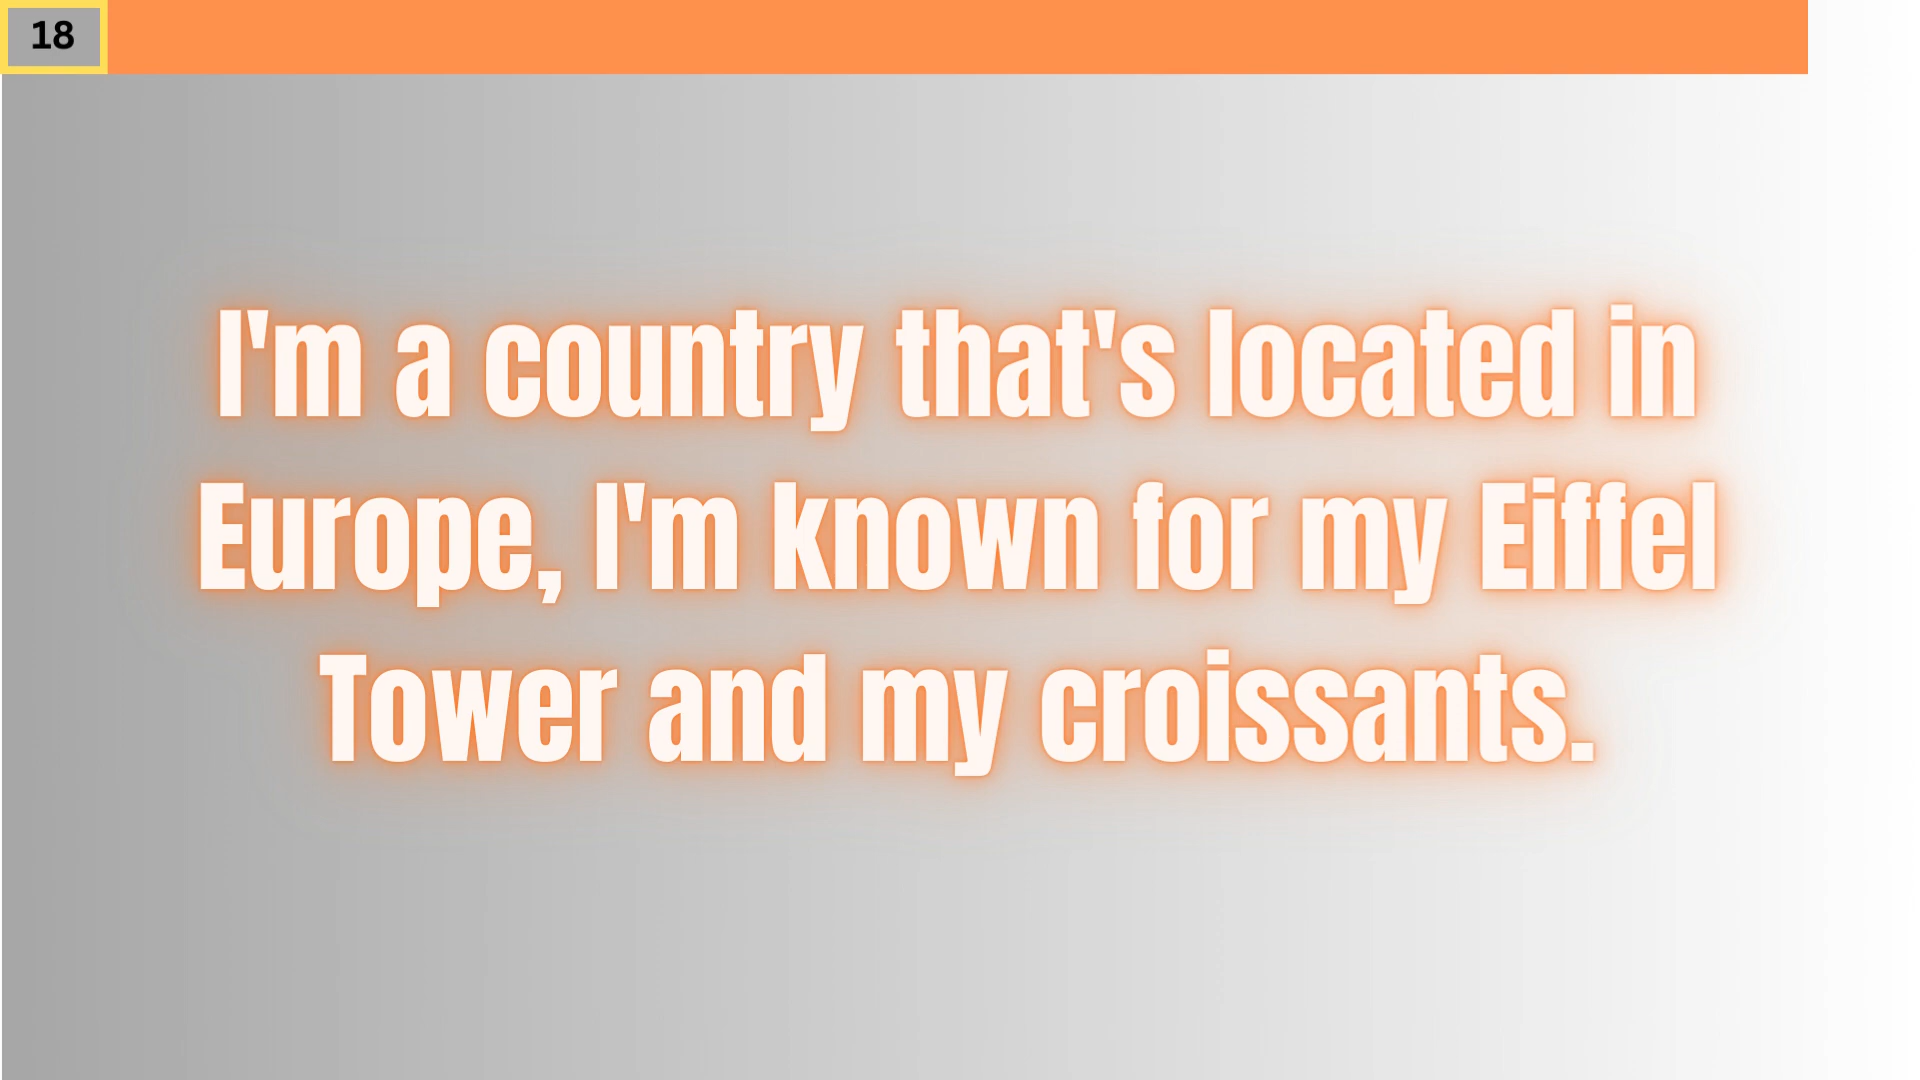 18
I'm a country that's located in
Europe, I'm known for my Eiffel
Tower and my croissants.